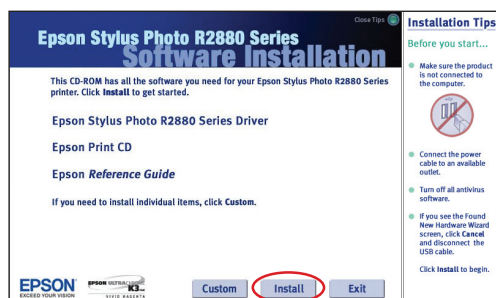 Close Tips
Epson Stylus Photo R2880 Series
Software Installation
This CD-ROM has all the software you need for your Epson Stylus Photo R2880 Series
printer. Click Install to get started.
Epson Stylus Photo R2880 Series Driver
Epson Print CD
Epson Reference Guide
If you need to install individual items, click Custom.
EPSON
EXCEED YOUR VISION
EPSON ULTRACHROME
K3
VIVID MAGENTA
Custom
Install
Exit
Installation Tips
Before you start...
Make sure the product
is not connected to
the computer.
Connect the power
cable to an available
outlet.
Turn off all antivirus
software.
If you see the Found
New Hardware Wizard
screen, click Cancel
and disconnect the
USB cable.
Click Install to begin.